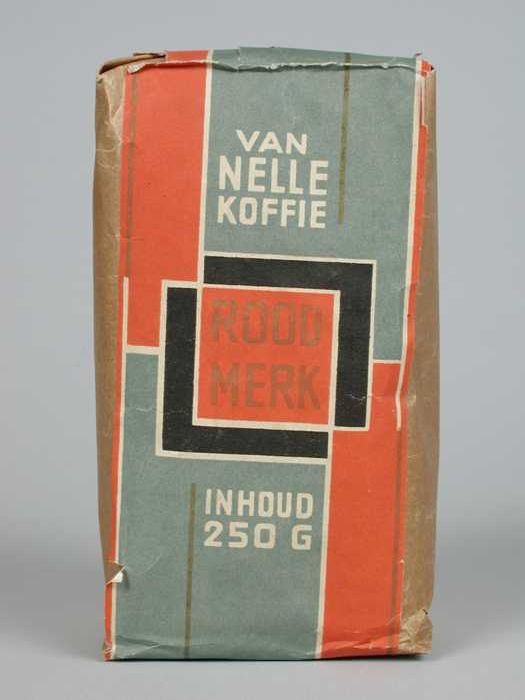 VAN
NELLE
KOFFIE
ROOD
MERK
INHOUD
250 G